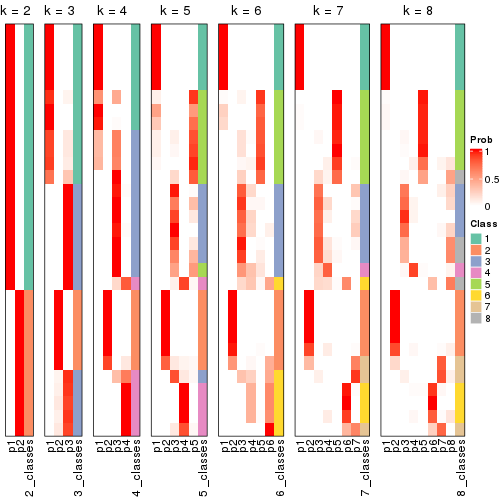 k = 2 k = 3 k = 4 k = 5 k = 6 k = 7 k = 8
Prob
1
0.5
0
Class
1
2
3
4
5
6
7
8
p1 p2 2_classes
p1 p2 p3 3_classes
p1 p2 p3 p4 4_classes
p1 p2 p3 p4 p5 5_classes
p1 p2 p3 p4 p5 p6 6_classes
p1 p2 p3 p4 p5 p6 p7 7_classes
p1 p2 p3 p4 p5 p6 p7 p8 8_classes